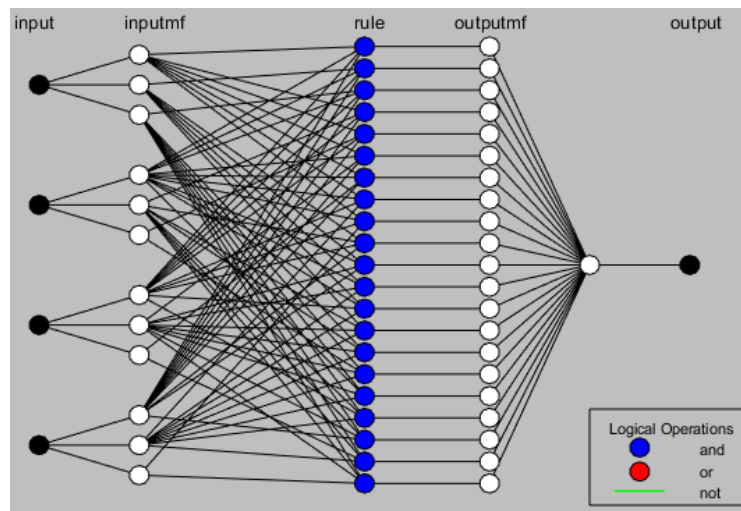 input inputmf rule outputmf output
Logical Operations
and
or
not